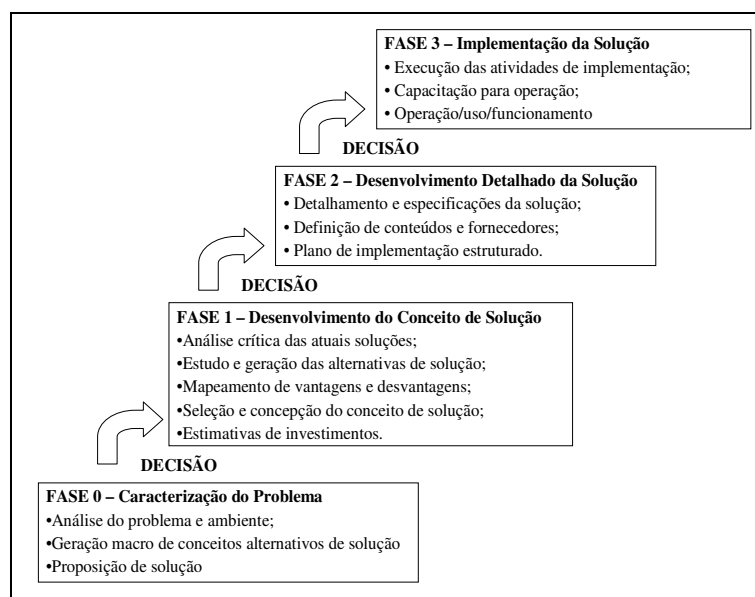 FASE 3 – Implementação da Solução
• Execução das atividades de implementação;
• Capacitação para operação;
• Operação/uso/funcionamento
DECISÃO
FASE 2 – Desenvolvimento Detalhado da Solução
• Detalhamento e especificações da solução;
• Definição de conteúdos e fornecedores;
• Plano de implementação estruturado.
DECISÃO
FASE 1 – Desenvolvimento do Conceito de Solução
•Análise crítica das atuais soluções;
•Estudo e geração das alternativas de solução;
•Mapeamento de vantagens e desvantagens;
•Seleção e concepção do conceito de solução;
•Estimativas de investimentos.
DECISÃO
FASE 0 – Caracterização do Problema
•Análise do problema e ambiente;
•Geração macro de conceitos alternativos de solução
•Proposição de solução